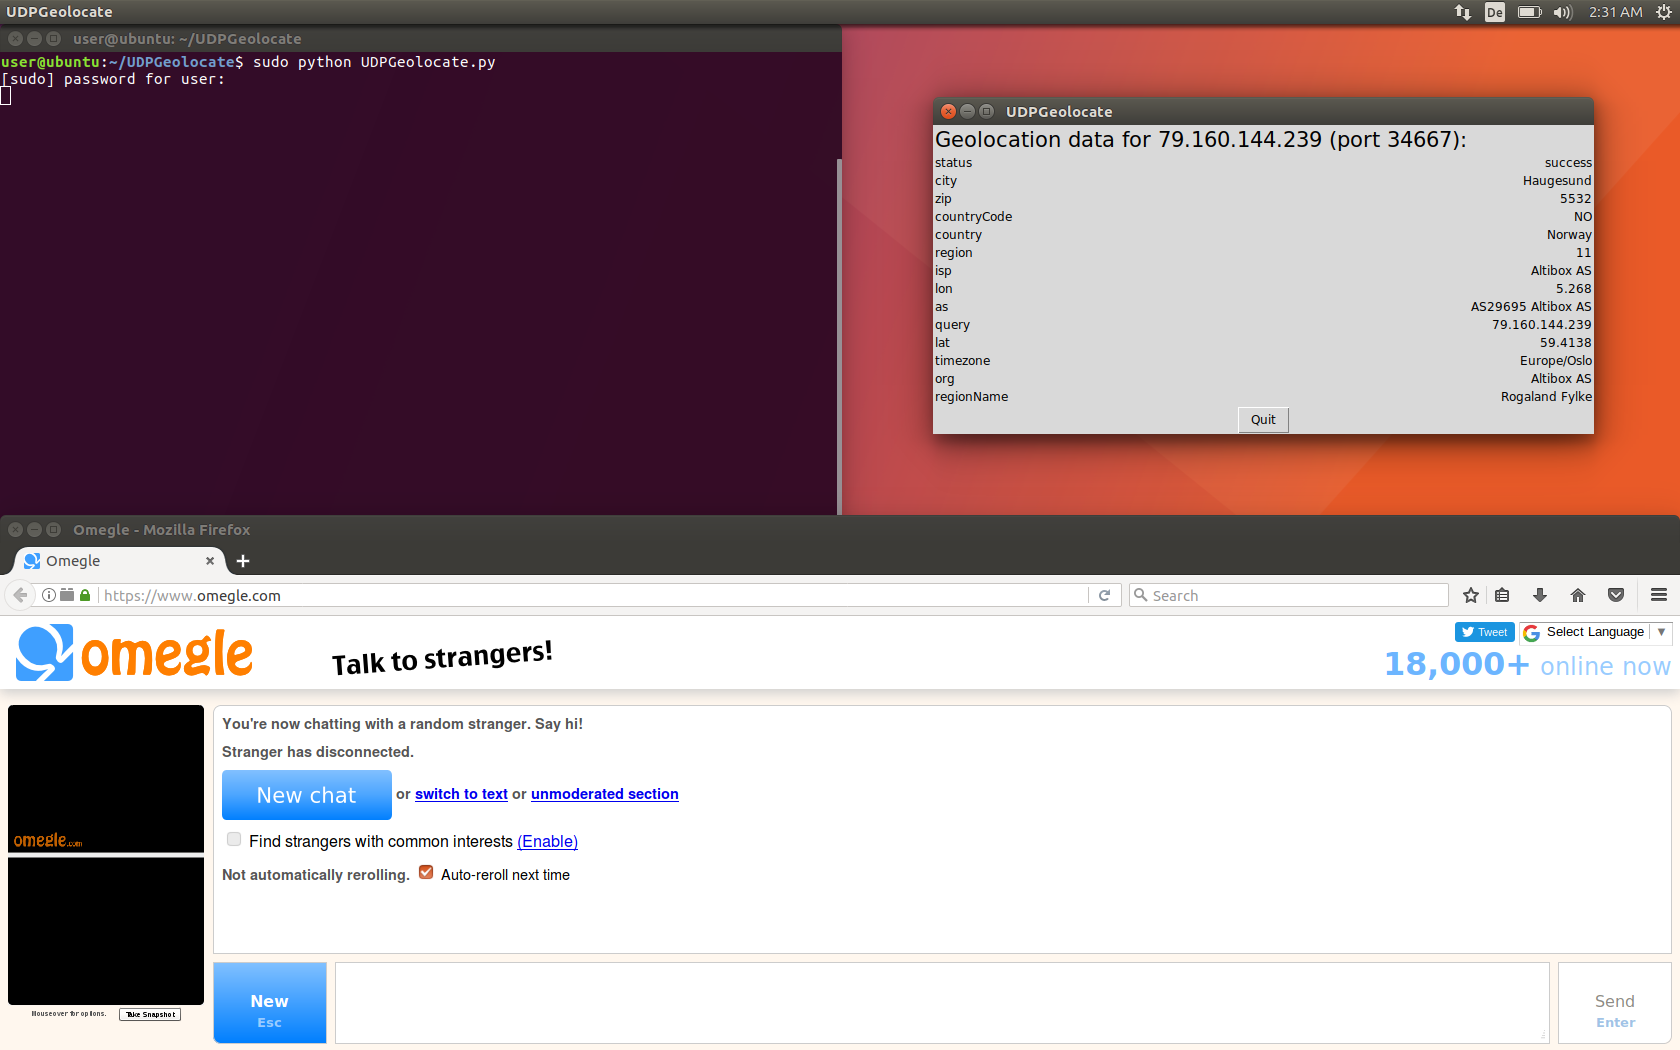 UDPGeolocate
De
2:31 AM
user@ubuntu: ~/UDPGeolocate
user@ubuntu:~/UDPGeolocate$ sudo python UDPGeolocate.py
[sudo] password for user:
UDPGeolocate
Geolocation data for 79.160.144.239 (port 34667):
status success
city Haugesund
zip 5532
countryCode NO
country Norway
region 11
isp Altibox AS
lon 5.268
as AS29695 Altibox AS
query 79.160.144.239
lat 59.4138
timezone Europe/Oslo
org Altibox AS
regionName Rogaland Fylke
Quit
Omegle - Mozilla Firefox
Omegle
https://www.omegle.com
Search
omegle
Talk to strangers!
Tweet
Select Language
18,000+ online now
You're now chatting with a random stranger. Say hi!
Stranger has disconnected.
New chat or switch to text or unmoderated section
Find strangers with common interests (Enable)
Not automatically rerolling. Auto-reroll next time
omegle.com
Mouseover for options. Take Snapshot
New
Esc
Send
Enter